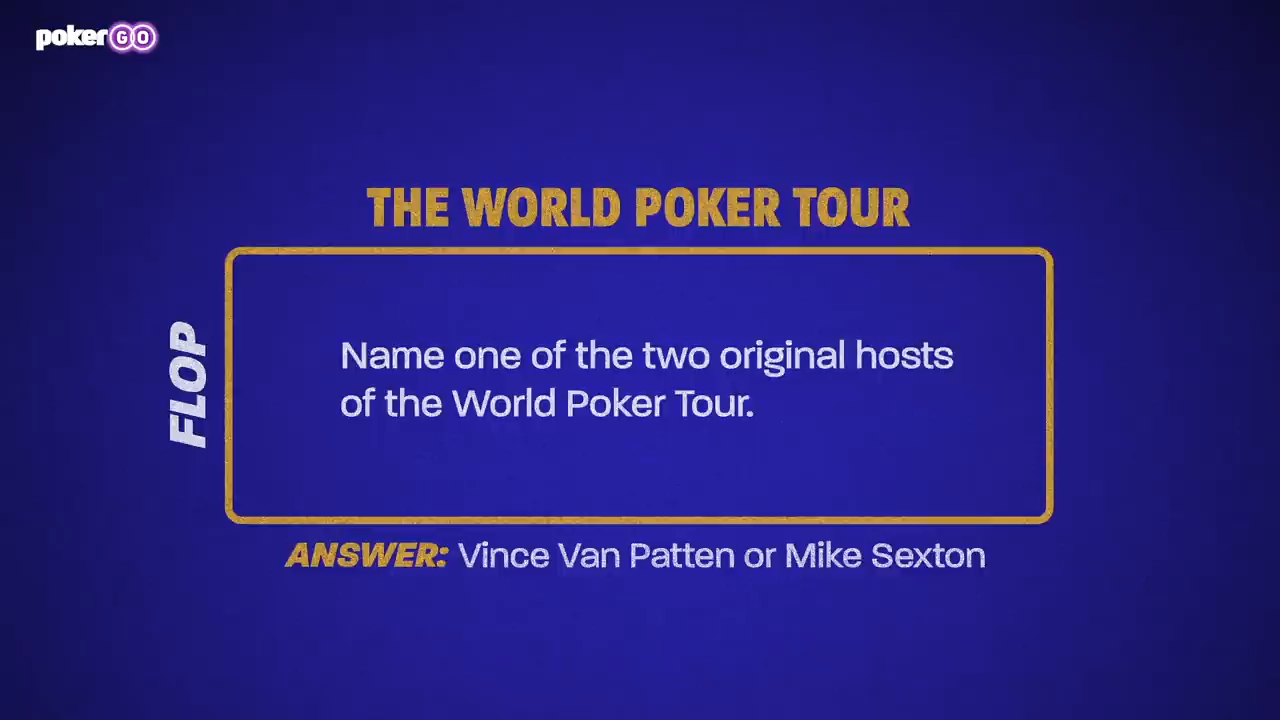 pokerGO
THE WORLD POKER TOUR
FLOP
Name one of the two original hosts
of the World Poker Tour.
ANSWER: Vince Van Patten or Mike Sexton